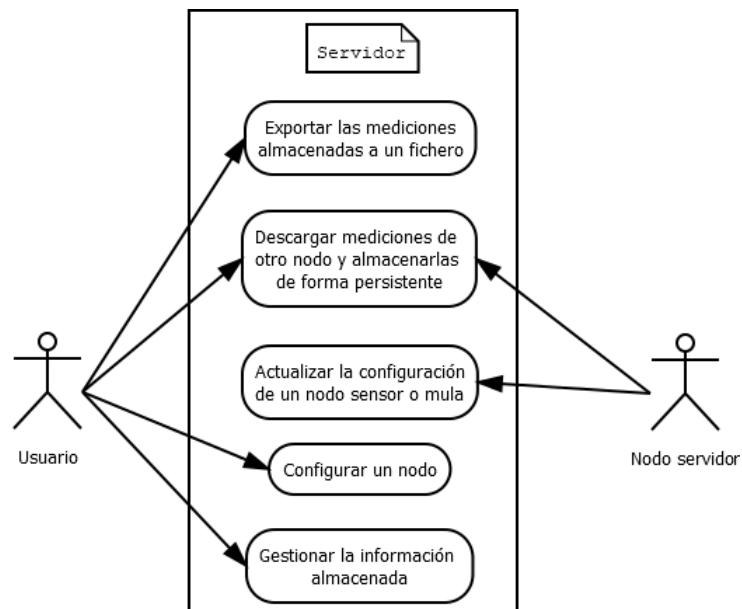 Servidor
Exportar las mediciones
almacenadas a un fichero
Descargar mediciones de
otro nodo y almacenarlas
de forma persistente
Actualizar la configuración
de un nodo sensor o mula
Usuario
Nodo servidor
Configurar un nodo
Gestionar la información
almacenada